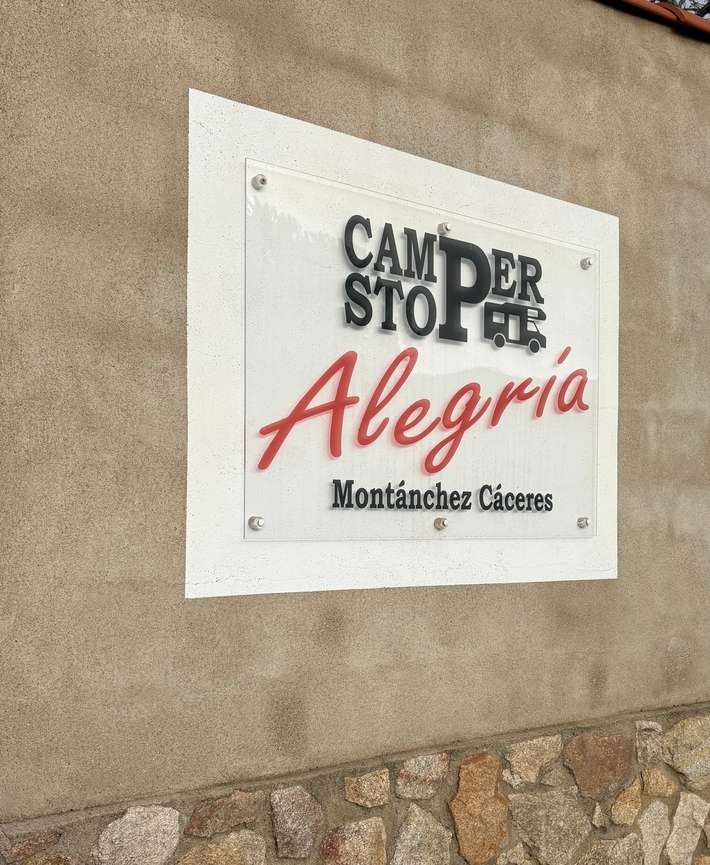 CAMPER
STOP
Alegría
Montánchez Cáceres